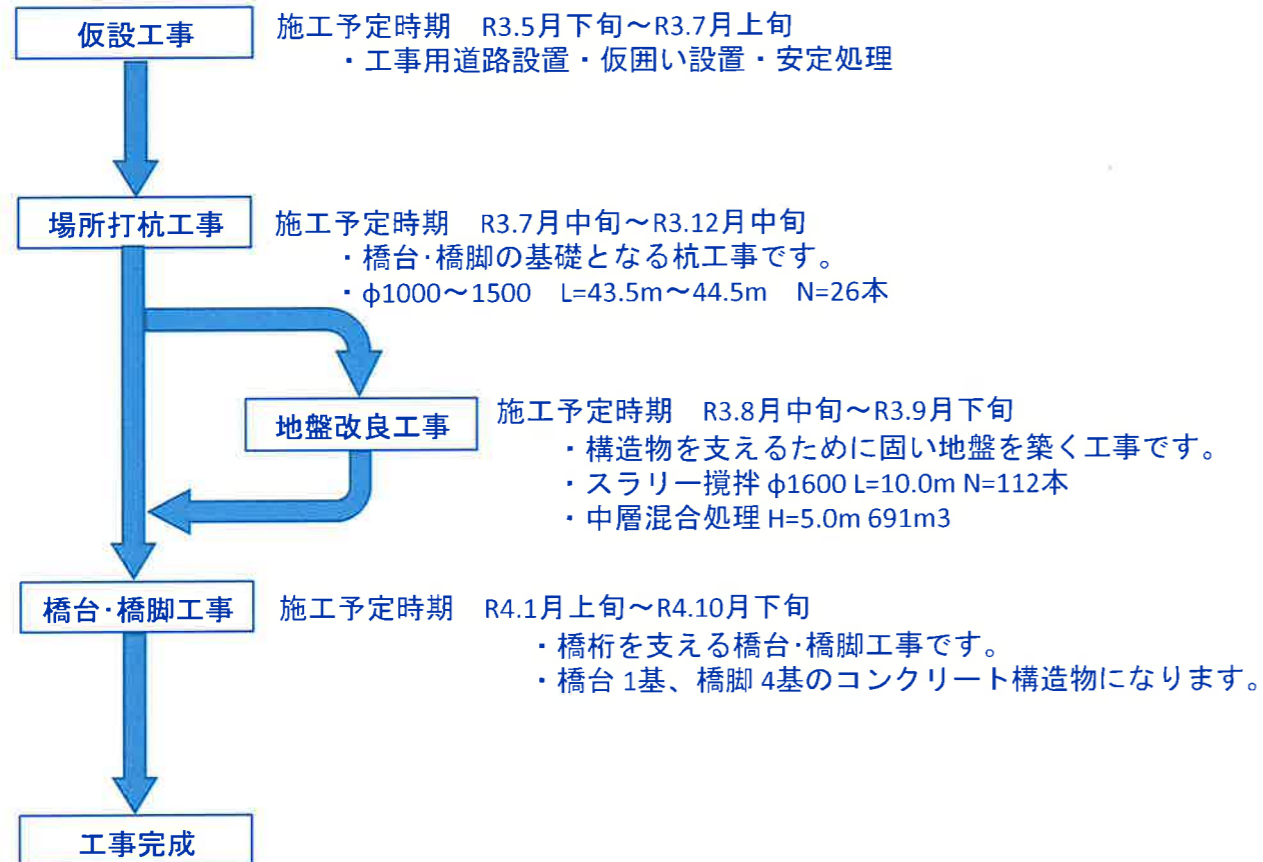 仮設工事
施工予定時期　R3.5月下旬～R3.7月上旬
・工事用道路設置・仮囲い設置・安定処理
場所打杭工事
施工予定時期　R3.7月中旬～R3.12月中旬
・橋台･橋脚の基礎となる杭工事です。
・φ1000～1500　L=43.5m～44.5m　N=26本
地盤改良工事
施工予定時期　R3.8月中旬～R3.9月下旬
・構造物を支えるために固い地盤を築く工事です。
・スラリー撹拌 φ1600 L=10.0m N=112本
・中層混合処理 H=5.0m 691m3
橋台･橋脚工事
施工予定時期　R4.1月上旬～R4.10月下旬
・橋桁を支える橋台･橋脚工事です。
・橋台 1基、橋脚 4基のコンクリート構造物になります。
工事完成